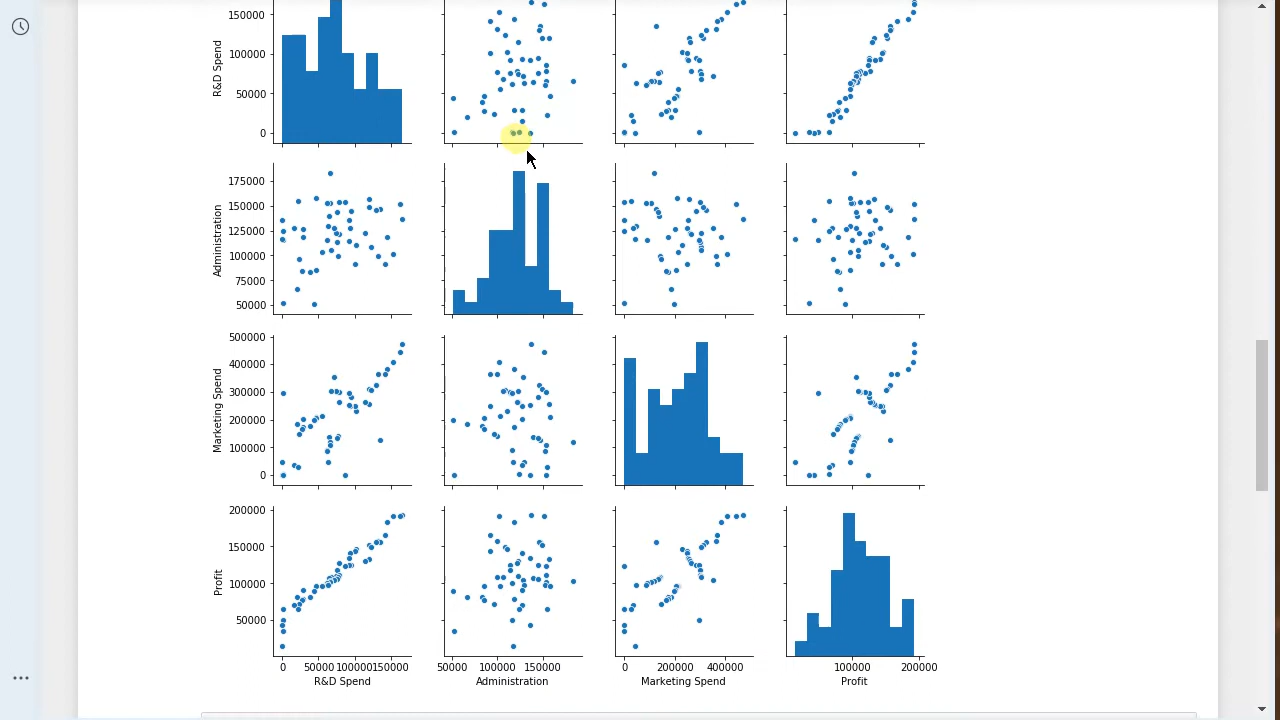 150000
100000
50000
0
R&D Spend
175000
150000
125000
100000
75000
50000
Administration
500000
400000
300000
200000
100000
0
Marketing Spend
200000
150000
100000
50000
Profit
0 50000 100000 150000
50000 100000 150000
0 200000 400000
100000 200000
R&D Spend
Administration
Marketing Spend
Profit